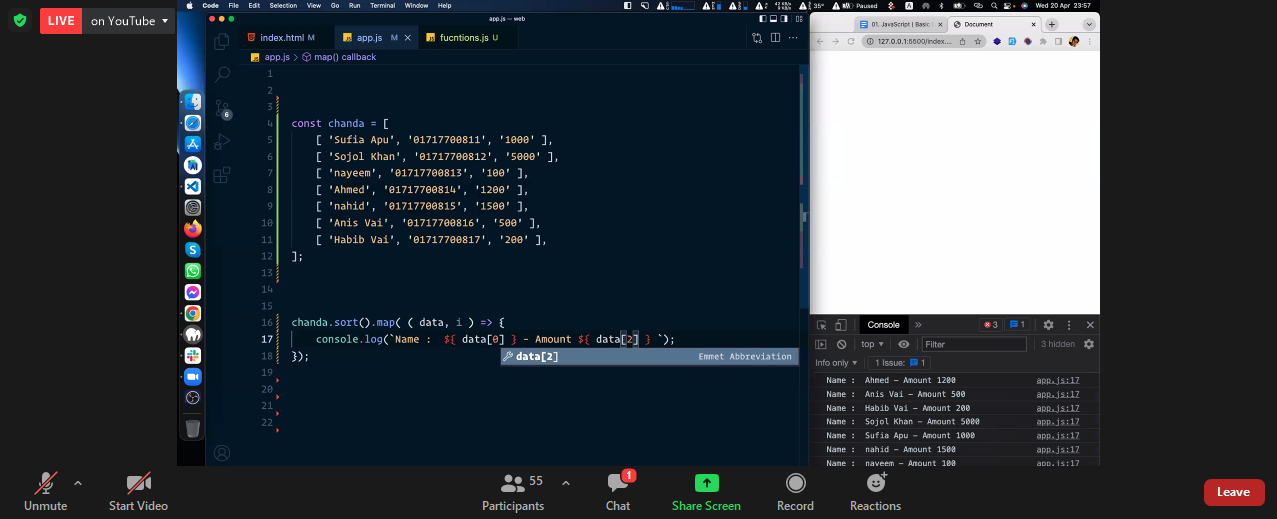 LIVE on YouTube
Code File Edit Selection View Go Run Terminal Window Help
Paused
Wed 20 Apr 23:57
app.js — web
index.html M
app.js M
fucntions.js U
app.js > map() callback
01. JavaScript | Basic
Document
127.0.0.1:5500/index....
1
2
3
4 const chanda = [
5 [ 'Sufia Apu', '01717700811', '1000' ],
6 [ 'Sojol Khan', '01717700812', '5000' ],
7 [ 'nayeem', '01717700813', '100' ],
8 [ 'Ahmed', '01717700814', '1200' ],
9 [ 'nahid', '01717700815', '1500' ],
10 [ 'Anis Vai', '01717700816', '500' ],
11 [ 'Habib Vai', '01717700817', '200' ],
12 ];
13
14
15
16 chanda.sort().map( ( data, i ) => {
17 console.log(`Name :  ${ data[0] } - Amount ${ data[2] } `);
18 });
data[2] Emmet Abbreviation
19
20
21
22
6
Console
3
1
top
Filter
3 hidden
Info only
1 Issue: 1
Name :  Ahmed - Amount 1200 app.js:17
Name :  Anis Vai - Amount 500 app.js:17
Name :  Habib Vai - Amount 200 app.js:17
Name :  Sojol Khan - Amount 5000 app.js:17
Name :  Sufia Apu - Amount 1000 app.js:17
Name :  nahid - Amount 1500 app.js:17
Name :  nayeem - Amount 100 app.js:17
Unmute
Start Video
55
Participants
1
Chat
Share Screen
Record
Reactions
Leave